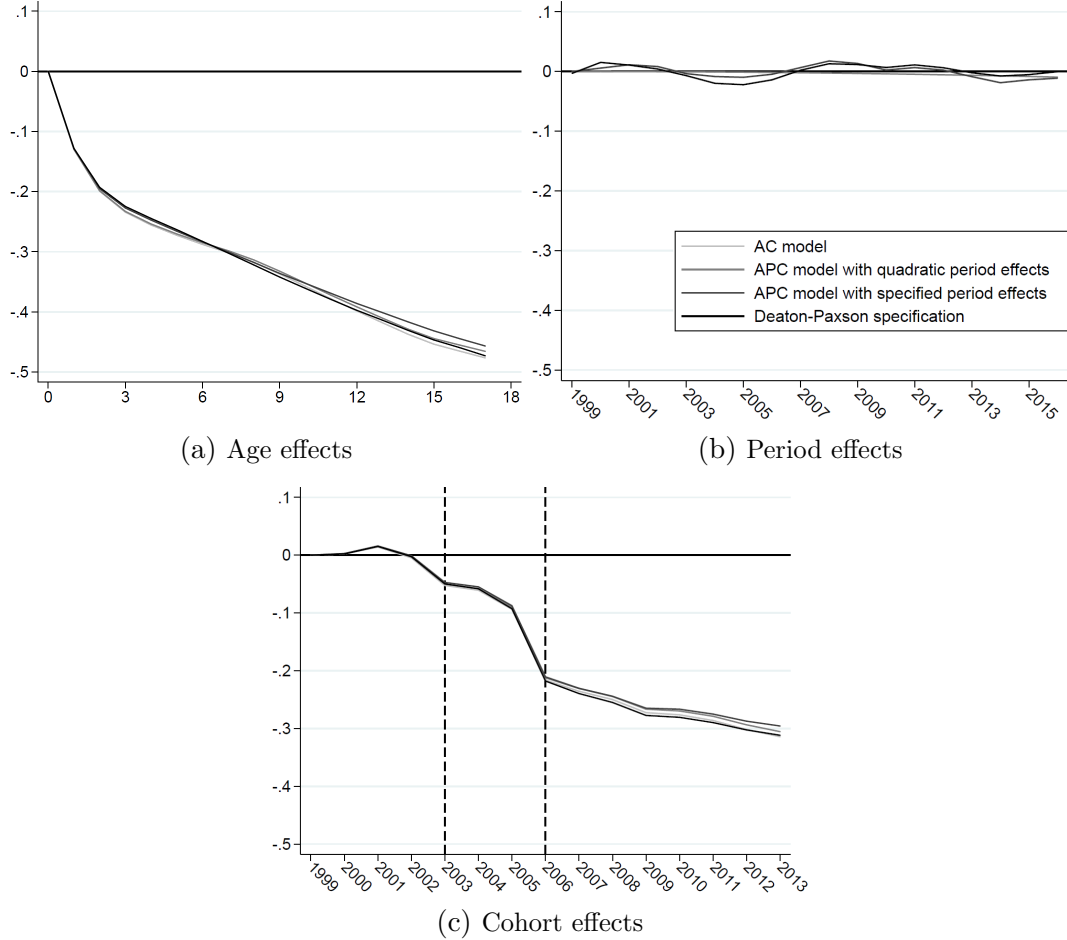 .1
0
-.1
-.2
-.3
-.4
-.5
0 3 6 9 12 15 18
(a) Age effects
.1
0
-.1
-.2
-.3
-.4
-.5
AC model
APC model with quadratic period effects
APC model with specified period effects
Deaton-Paxson specification
1999 2001 2003 2005 2007 2009 2011 2013 2015
(b) Period effects
.1
0
-.1
-.2
-.3
-.4
-.5
1999 2000 2001 2002 2003 2004 2005 2006 2007 2008 2009 2010 2011 2012 2013
(c) Cohort effects